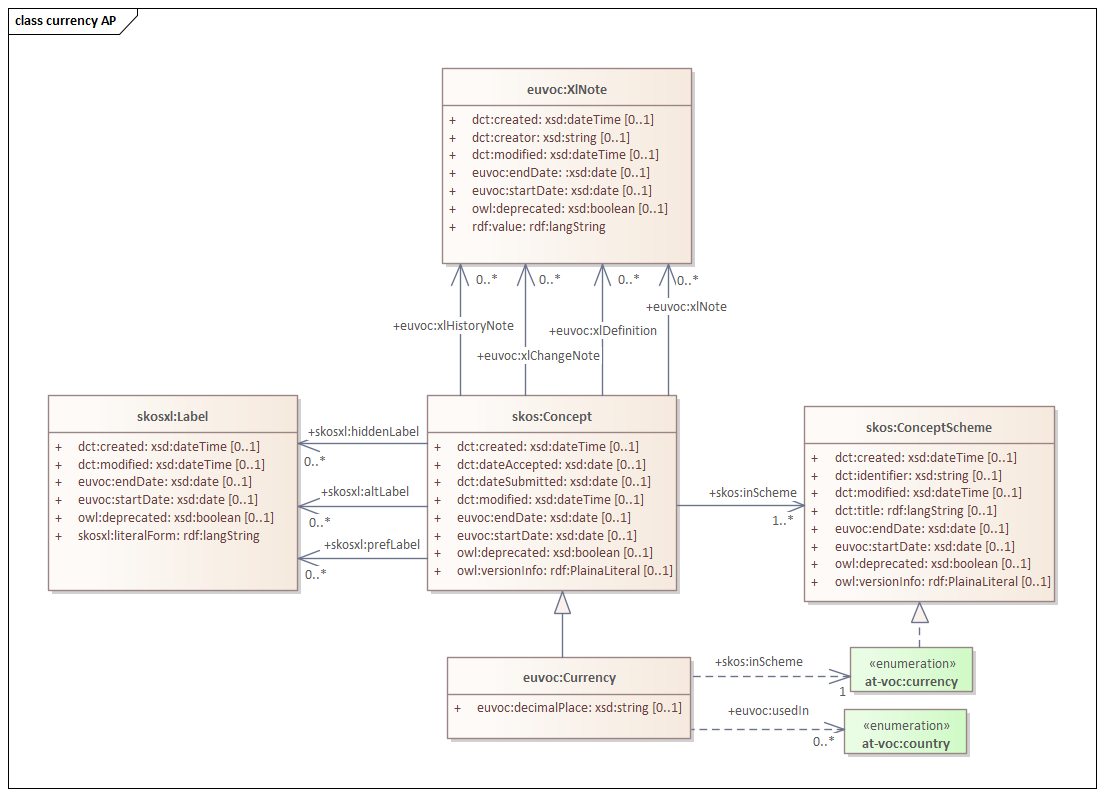 class currency AP
euvoc:XlNote
+ dct:created: xsd:dateTime [0..1]
+ dct:creator: xsd:string [0..1]
+ dct:modified: xsd:dateTime [0..1]
+ euvoc:endDate: :xsd:date [0..1]
+ euvoc:startDate: xsd:date [0..1]
+ owl:deprecated: xsd:boolean [0..1]
+ rdf:value: rdf:langString
0..* 0..* 0..* 0..*
+euvoc:xlNote
+euvoc:xlHistoryNote
+euvoc:xlDefinition
+euvoc:xlChangeNote
skosxl:Label
+ dct:created: xsd:dateTime [0..1]
+ dct:modified: xsd:dateTime [0..1]
+ euvoc:endDate: xsd:date [0..1]
+ euvoc:startDate: xsd:date [0..1]
+ owl:deprecated: xsd:boolean [0..1]
+ skosxl:literalForm: rdf:langString
+skosxl:hiddenLabel
0..*
+skosxl:altLabel
0..*
+skosxl:prefLabel
0..*
skos:Concept
+ dct:created: xsd:dateTime [0..1]
+ dct:dateAccepted: xsd:date [0..1]
+ dct:dateSubmitted: xsd:date [0..1]
+ dct:modified: xsd:dateTime [0..1]
+ euvoc:endDate: xsd:date [0..1]
+ euvoc:startDate: xsd:date [0..1]
+ owl:deprecated: xsd:boolean [0..1]
+ owl:versionInfo: rdf:PlainaLiteral [0..1]
+skos:inScheme
1..*
skos:ConceptScheme
+ dct:created: xsd:dateTime [0..1]
+ dct:identifier: xsd:string [0..1]
+ dct:modified: xsd:dateTime [0..1]
+ dct:title: rdf:langString [0..1]
+ euvoc:endDate: xsd:date [0..1]
+ euvoc:startDate: xsd:date [0..1]
+ owl:deprecated: xsd:boolean [0..1]
+ owl:versionInfo: rdf:PlainaLiteral [0..1]
euvoc:Currency
+ euvoc:decimalPlace: xsd:string [0..1]
+skos:inScheme
1
«enumeration»
at-voc:currency
+euvoc:usedIn
0..*
«enumeration»
at-voc:country